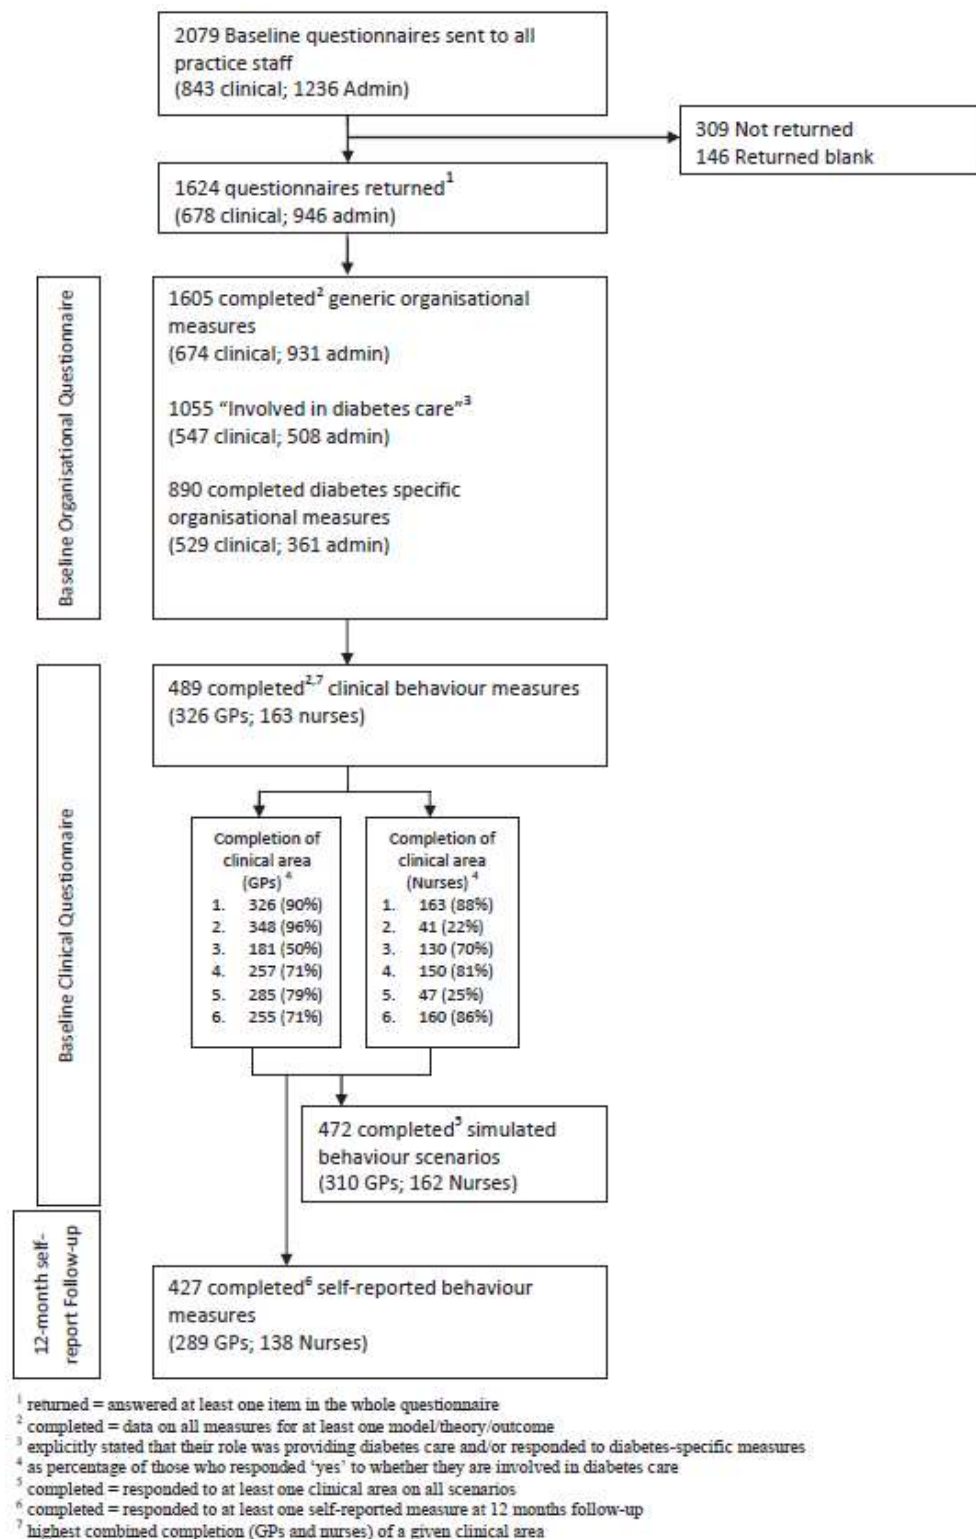 2079 Baseline questionnaires sent to all
practice staff
(843 clinical; 1236 Admin)
309 Not returned
146 Returned blank
1624 questionnaires returned¹
(678 clinical; 946 admin)
Baseline Organisational Questionnaire
1605 completed² generic organisational
measures
(674 clinical; 931 admin)
1055 “Involved in diabetes care”³
(547 clinical; 508 admin)
890 completed diabetes specific
organisational measures
(529 clinical; 361 admin)
Baseline Clinical Questionnaire
489 completed²,⁷ clinical behaviour measures
(326 GPs; 163 nurses)
Completion of
clinical area
(GPs) ⁴
1. 326 (90%)
2. 348 (96%)
3. 181 (50%)
4. 257 (71%)
5. 285 (79%)
6. 255 (71%)
Completion of
clinical area
(Nurses) ⁴
1. 163 (88%)
2. 41 (22%)
3. 130 (70%)
4. 150 (81%)
5. 47 (25%)
6. 160 (86%)
472 completed⁵ simulated
behaviour scenarios
(310 GPs; 162 Nurses)
12-month self-
report Follow-up
427 completed⁶ self-reported behaviour
measures
(289 GPs; 138 Nurses)
¹ returned = answered at least one item in the whole questionnaire
² completed = data on all measures for at least one model/theory/outcome
³ explicitly stated that their role was providing diabetes care and/or responded to diabetes-specific measures
⁴ as percentage of those who responded ‘yes’ to whether they are involved in diabetes care
⁵ completed = responded to at least one clinical area on all scenarios
⁶ completed = responded to at least one self-reported measure at 12 months follow-up
⁷ highest combined completion (GPs and nurses) of a given clinical area